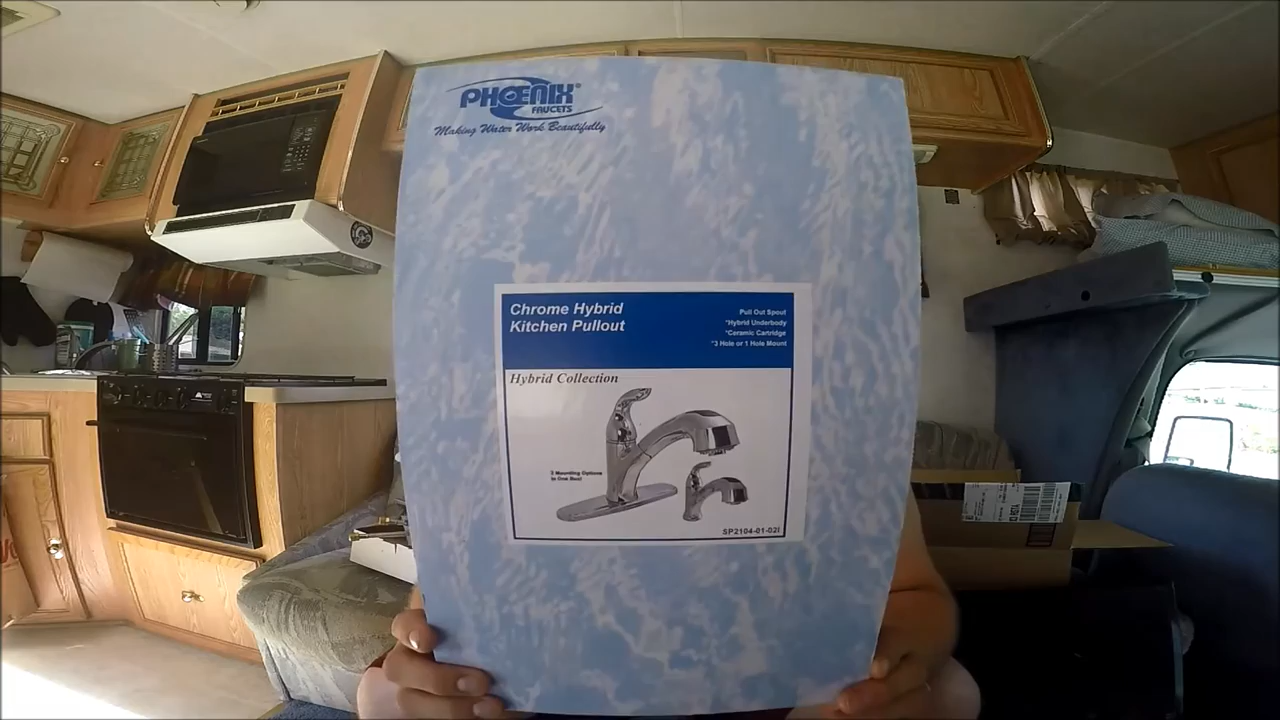 PHOENIX®
FAUCETS
Making Water Work Beautifully
Chrome Hybrid
Kitchen Pullout
Pull Out Spout
*Hybrid Underbody
*Ceramic Cartridge
*3 Hole or 1 Hole Mount
Hybrid Collection
2 Mounting Options
In One Box!
SP2104-01-02I